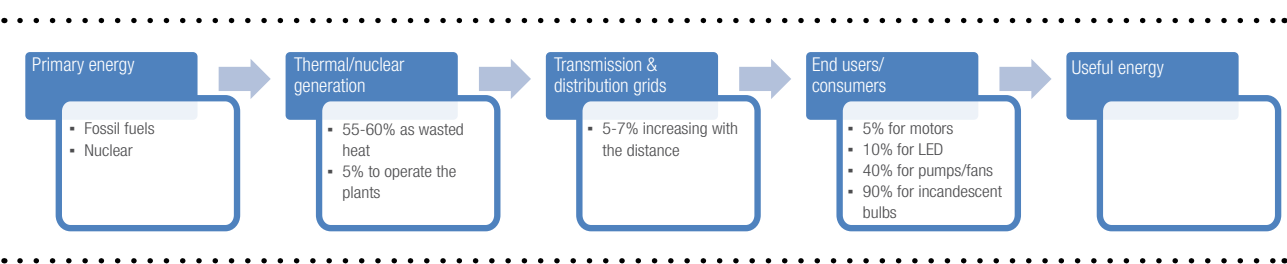 Primary energy
▪ Fossil fuels
▪ Nuclear
Thermal/nuclear
generation
▪ 55-60% as wasted
heat
▪ 5% to operate the
plants
Transmission &
distribution grids
▪ 5-7% increasing with
the distance
End users/
consumers
▪ 5% for motors
▪ 10% for LED
▪ 40% for pumps/fans
▪ 90% for incandescent
bulbs
Useful energy